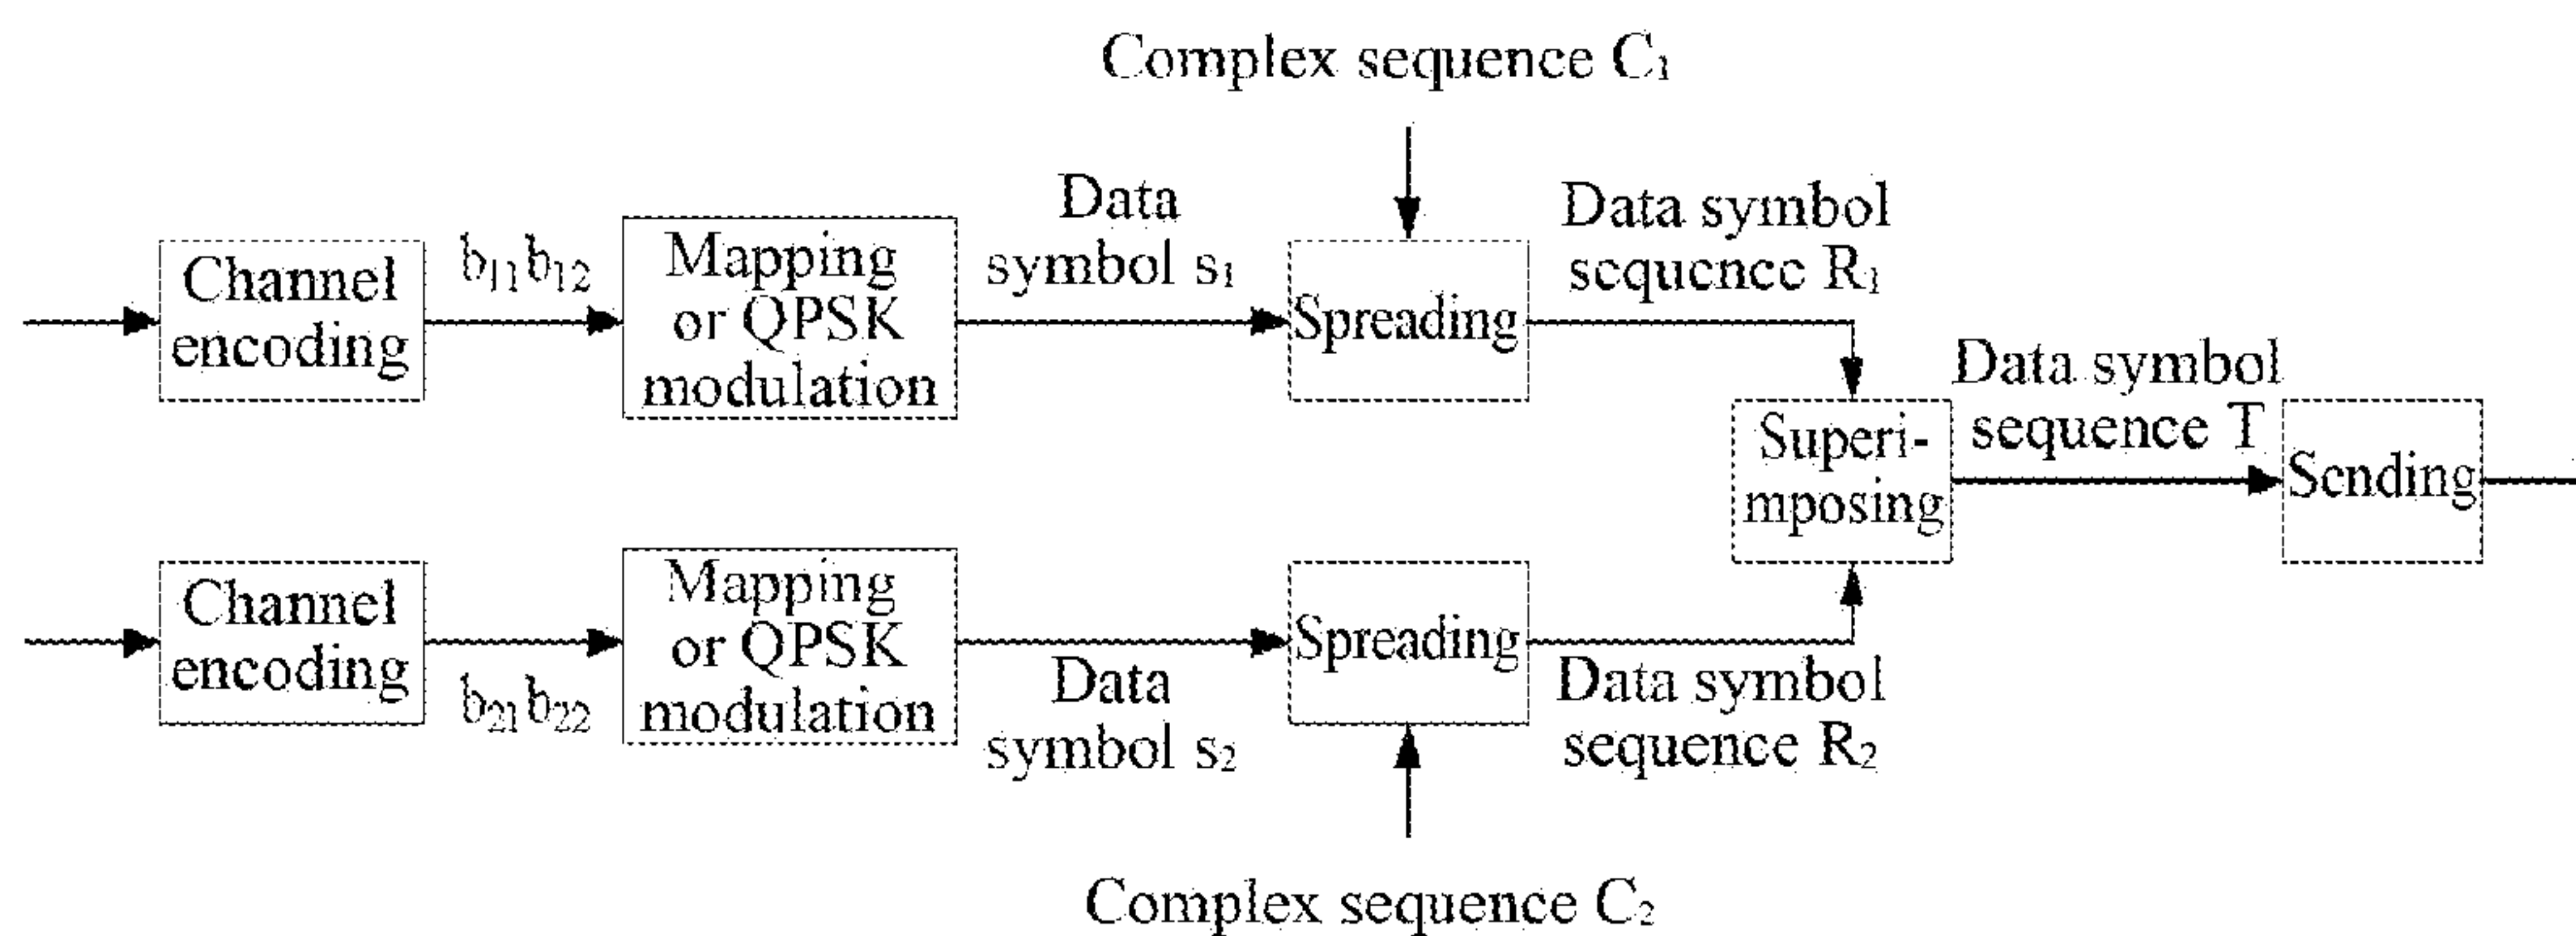 Complex sequence C₁
Channel
encoding
b₁₁b₁₂
Mapping
or QPSK
modulation
Data
symbol s₁
Spreading
Data symbol
sequence R₁
Superi-
mposing
Data symbol
sequence T
Sending
Channel
encoding
b₂₁b₂₂
Mapping
or QPSK
modulation
Data
symbol s₂
Spreading
Data symbol
sequence R₂
Complex sequence C₂